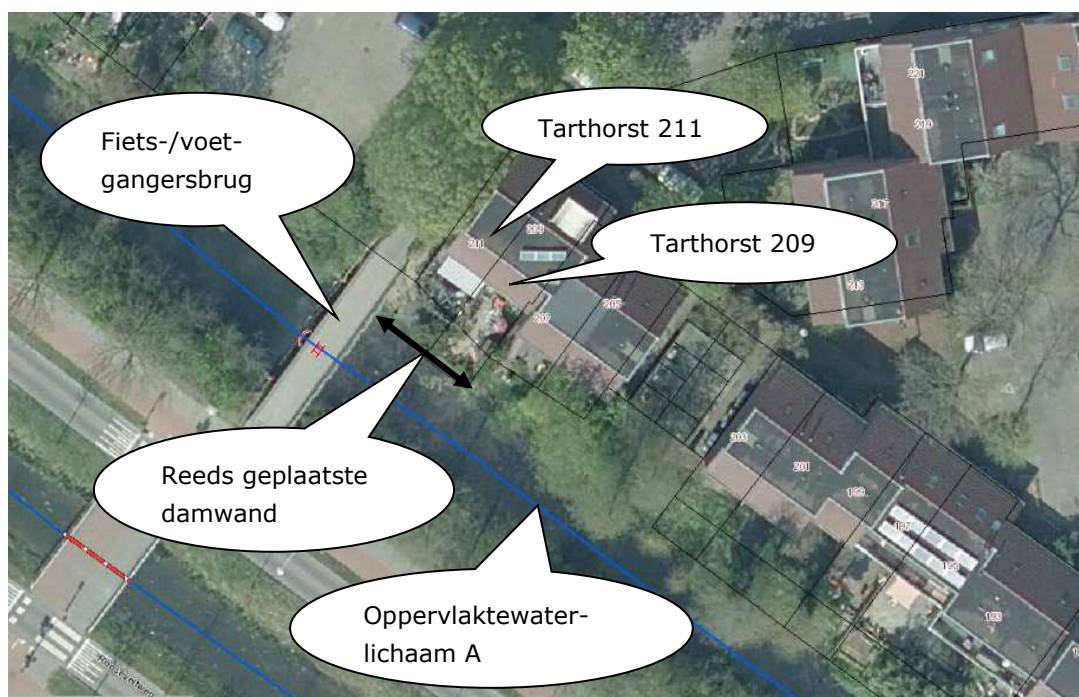 Fiets-/voet-
gangersbrug
Tarthorst 211
Tarthorst 209
Reeds geplaatste
damwand
Oppervlaktewater-
lichaam A
221
219
217
213
211
209
207
205
203
201
199
197
195
193